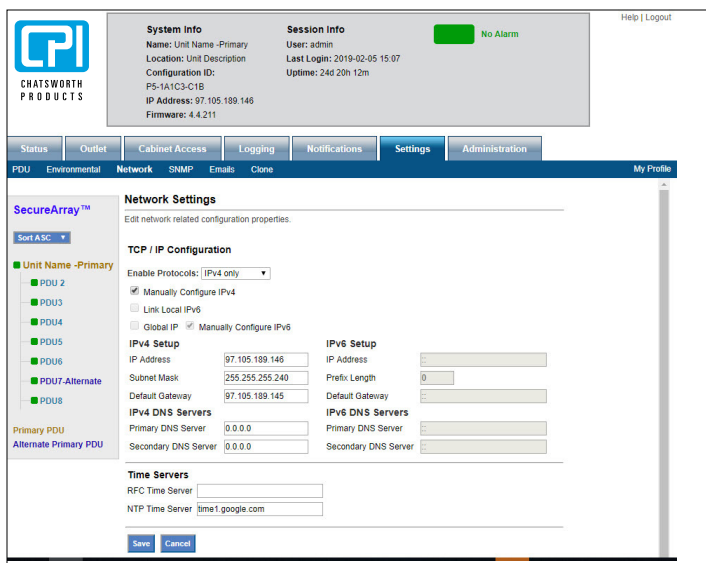 Help | Logout
CPI
CHATSWORTH
PRODUCTS
System Info
Name: Unit Name -Primary
Location: Unit Description
Configuration ID:
P5-1A1C3-C1B
IP Address: 97.105.189.146
Firmware: 4.4.211
Session Info
User: admin
Last Login: 2019-02-05 15:07
Uptime: 24d 20h 12m
No Alarm
Status Outlet Cabinet Access Logging Notifications Settings Administration
PDU Environmental Network SNMP Emails Clone My Profile
SecureArray™
Sort ASC
Unit Name -Primary
PDU 2
PDU3
PDU4
PDU5
PDU6
PDU7-Alternate
PDU8
Primary PDU
Alternate Primary PDU
Network Settings
Edit network related configuration properties.
TCP / IP Configuration
Enable Protocols: IPv4 only
Manually Configure IPv4
Link Local IPv6
Global IP Manually Configure IPv6
IPv4 Setup
IP Address 97.105.189.146
Subnet Mask 255.255.255.240
Default Gateway 97.105.189.145
IPv4 DNS Servers
Primary DNS Server 0.0.0.0
Secondary DNS Server 0.0.0.0
IPv6 Setup
IP Address ::
Prefix Length 0
Default Gateway ::
IPv6 DNS Servers
Primary DNS Server ::
Secondary DNS Server ::
Time Servers
RFC Time Server
NTP Time Server time1.google.com
Save Cancel